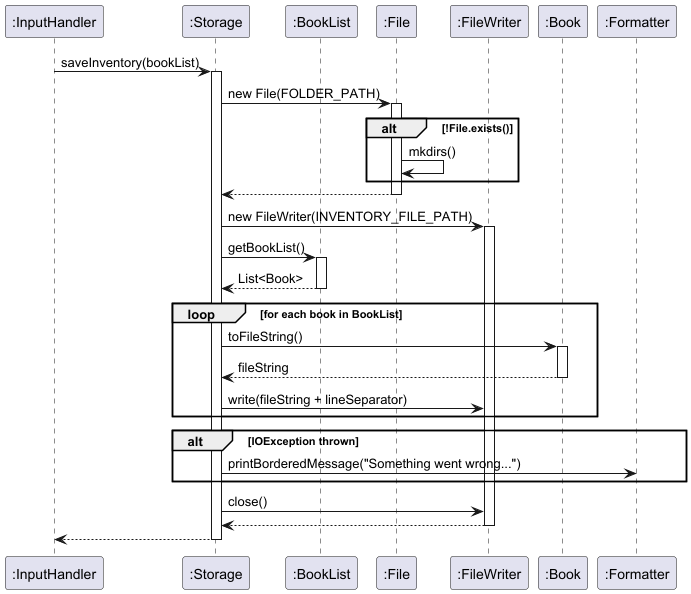 :InputHandler :Storage :BookList :File :FileWriter :Book :Formatter
saveInventory(bookList)
new File(FOLDER_PATH)
alt [!File.exists()]
mkdirs()
new FileWriter(INVENTORY_FILE_PATH)
getBookList()
List<Book>
loop [for each book in BookList]
toFileString()
fileString
write(fileString + lineSeparator)
alt [IOException thrown]
printBorderedMessage("Something went wrong...")
close()
:InputHandler :Storage :BookList :File :FileWriter :Book :Formatter